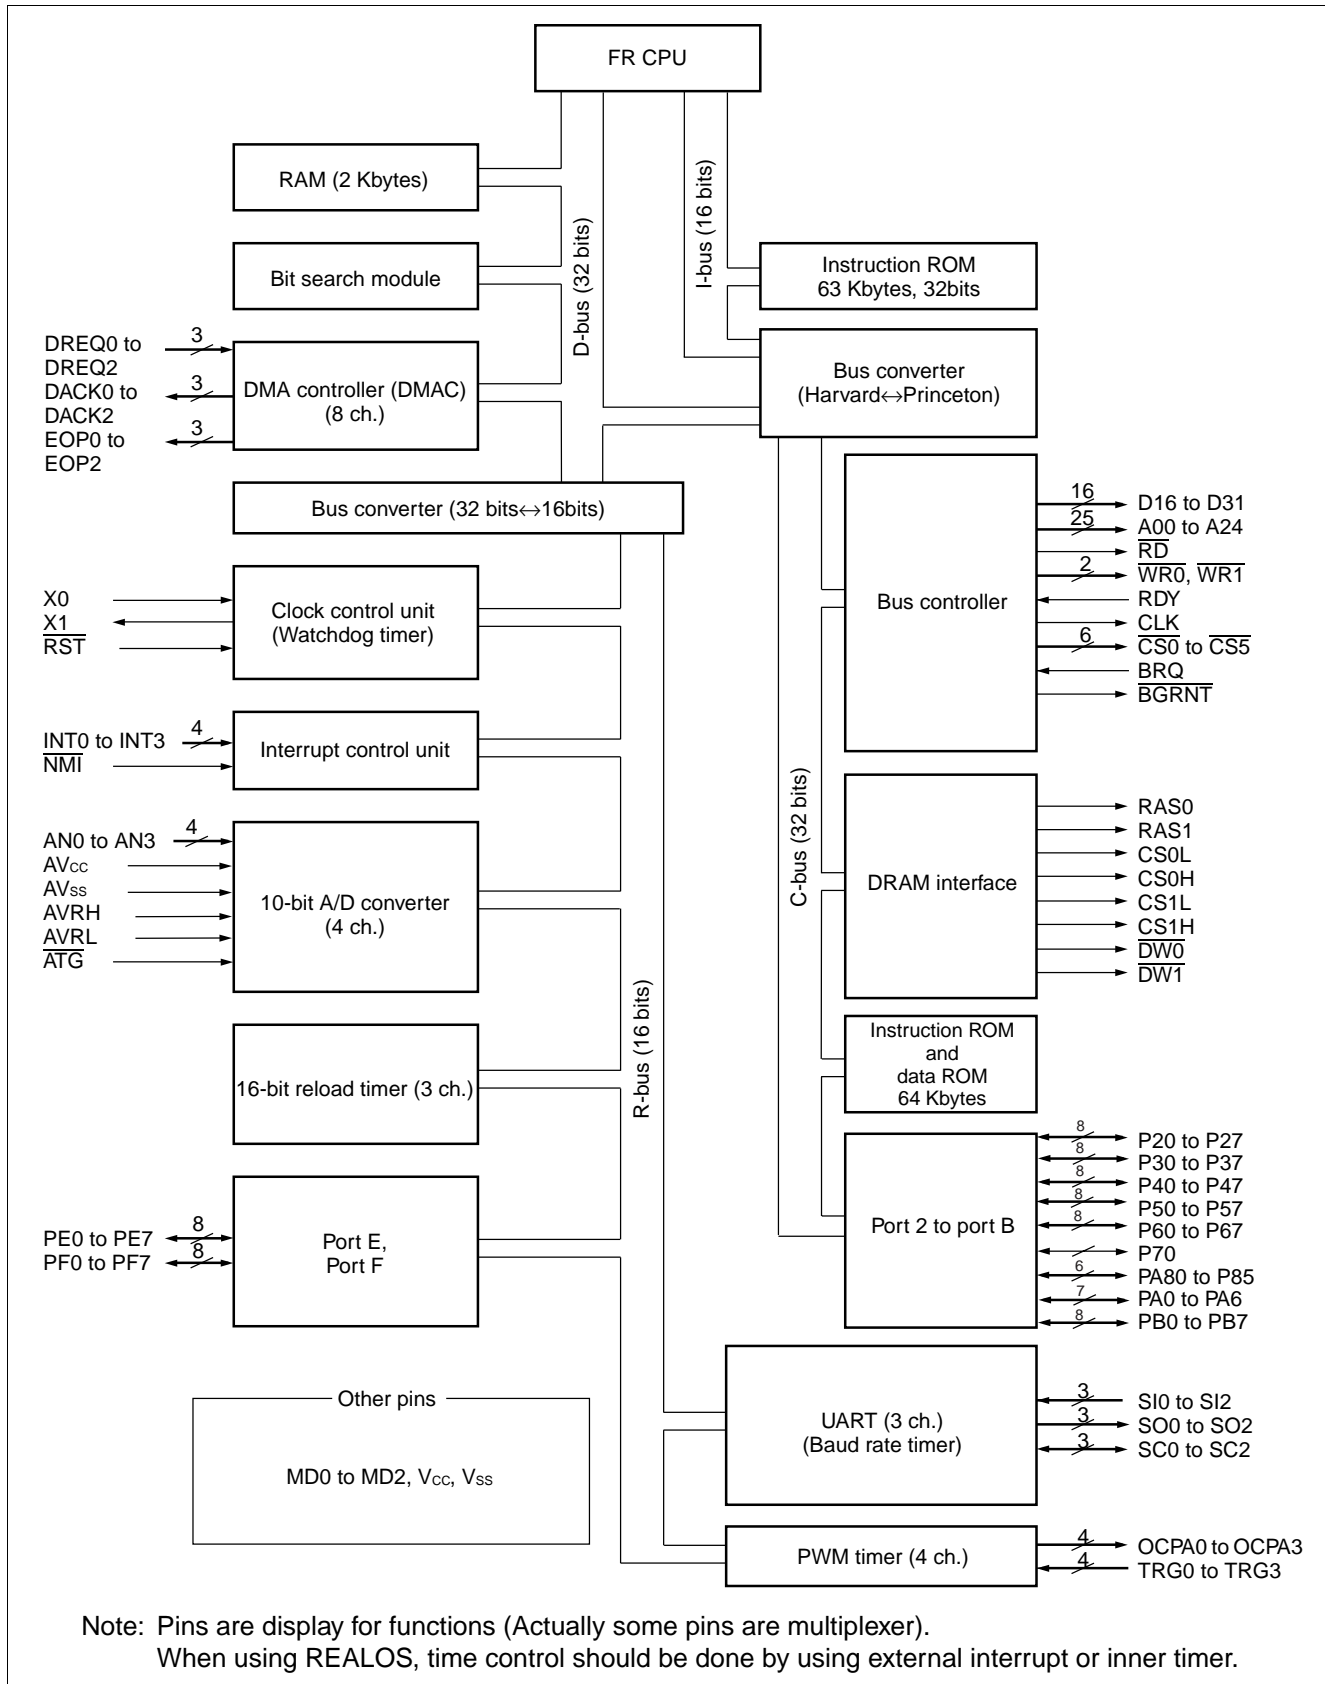 FR CPU
RAM (2 Kbytes)
Bit search module
D-bus (32 bits)
I-bus (16 bits)
Instruction ROM
63 Kbytes, 32bits
DREQ0 to
DREQ2
DACK0 to
DACK2
EOP0 to
EOP2
3
3
3
DMA controller (DMAC)
(8 ch.)
Bus converter
(Harvard↔Princeton)
Bus converter (32 bits↔16bits)
X0
X1
RST
Clock control unit
(Watchdog timer)
Bus controller
16
25
2
6
D16 to D31
A00 to A24
RD
WR0, WR1
RDY
CLK
CS0 to CS5
BRQ
BGRNT
INT0 to INT3
NMI
4
Interrupt control unit
C-bus (32 bits)
AN0 to AN3
AVCC
AVSS
AVRH
AVRL
ATG
4
10-bit A/D converter
(4 ch.)
DRAM interface
RAS0
RAS1
CS0L
CS0H
CS1L
CS1H
DW0
DW1
R-bus (16 bits)
16-bit reload timer (3 ch.)
Instruction ROM
and
data ROM
64 Kbytes
PE0 to PE7
PF0 to PF7
8
8
Port E,
Port F
Port 2 to port B
8
8
8
8
8
6
7
8
P20 to P27
P30 to P37
P40 to P47
P50 to P57
P60 to P67
P70
PA80 to P85
PA0 to PA6
PB0 to PB7
Other pins
MD0 to MD2, VCC, VSS
UART (3 ch.)
(Baud rate timer)
3
3
3
SI0 to SI2
SO0 to SO2
SC0 to SC2
PWM timer (4 ch.)
4
4
OCPA0 to OCPA3
TRG0 to TRG3
Note: Pins are display for functions (Actually some pins are multiplexer).
When using REALOS, time control should be done by using external interrupt or inner timer.